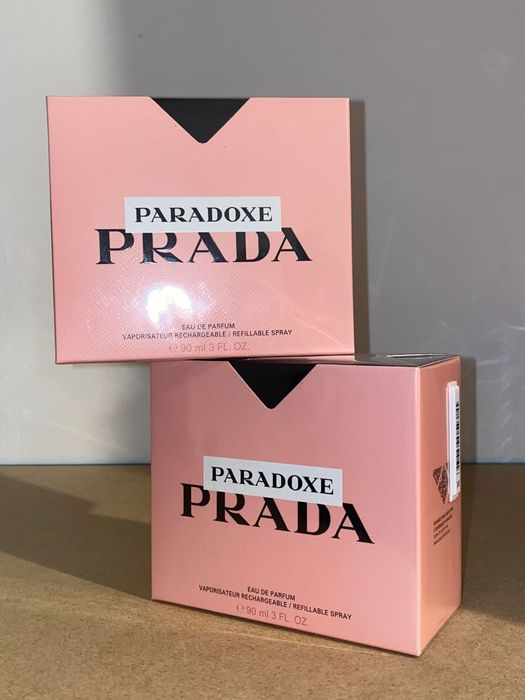 PARADOXE
PRADA
EAU DE PARFUM
VAPORISATEUR RECHARGEABLE / REFILLABLE SPRAY
℮ 90 ml 3 FL. OZ.
PARADOXE
PRADA
EAU DE PARFUM
VAPORISATEUR RECHARGEABLE / REFILLABLE SPRAY
℮ 90 ml 3 FL. OZ.